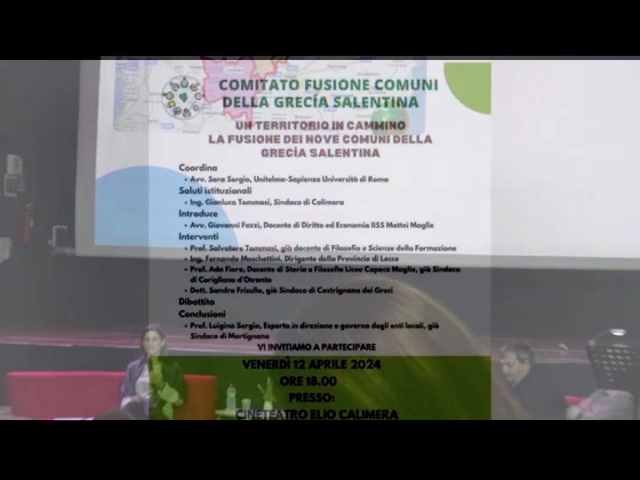 COMITATO FUSIONE COMUNI
DELLA GRECÍA SALENTINA
UN TERRITORIO IN CAMMINO
LA FUSIONE DEI NOVE COMUNI DELLA
GRECÌA SALENTINA
Coordina
• Avv. Sara Sergio, Unitelma-Sapienza Università di Roma
Saluti istituzionali
• Ing. Gianluca Tommasi, Sindaco di Calimera
Introduce
• Avv. Giovanni Fazzi, Docente di Diritto ed Economia IISS Mattei Maglie
Interventi
• Prof. Salvatore Tommasi, già docente di Filosofia e Scienze della Formazione
• Ing. Fernando Moschettini, Dirigente della Provincia di Lecce
• Prof. Ada Fiore, Docente di Storia e Filosofia Liceo Capece Maglie, già Sindaco
di Corigliano d'Otranto
• Dott. Sandro Frisullo, già Sindaco di Castrignano dei Greci
Dibattito
Conclusioni
• Prof. Luigino Sergio, Esperto in direzione e governo degli enti locali, già
Sindaco di Martignano
VI INVITIAMO A PARTECIPARE
VENERDÌ 12 APRILE 2024
ORE 18.00
PRESSO:
CINETEATRO ELIO CALIMERA